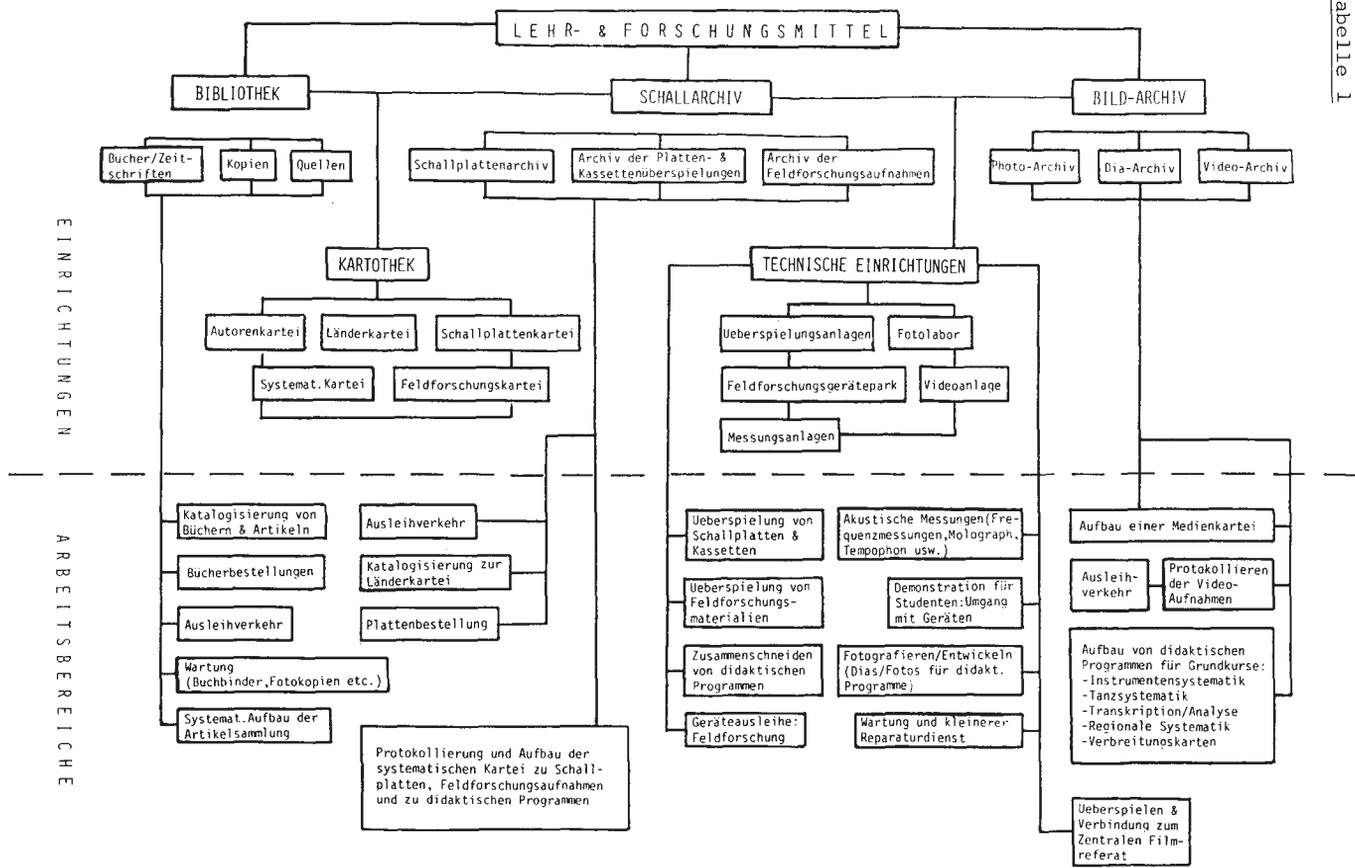 Tabelle 1
LEHR- & FORSCHUNGSMITTEL
BIBLIOTHEK
SCHALLARCHIV
BILD-ARCHIV
Bücher/Zeit-
schriften
Kopien
Quellen
Schallplattenarchiv
Archiv der Platten- &
Kassettenüberspielungen
Archiv der
Feldforschungsaufnahmen
Photo-Archiv
Dia-Archiv
Video-Archiv
EINRICHTUNGEN
KARTOTHEK
Autorenkartei
Länderkartei
Schallplattenkartei
Systemat.Kartei
Feldforschungskartei
TECHNISCHE EINRICHTUNGEN
Ueberspielungsanlagen
Fotolabor
Feldforschungsgerätepark
Videoanlage
Messungsanlagen
ARBEITSBEREICHE
Katalogisierung von
Büchern & Artikeln
Bücherbestellungen
Ausleihverkehr
Wartung
(Buchbinder,Fotokopien etc.)
Systemat.Aufbau der
Artikelsammlung
Ausleihverkehr
Katalogisierung zur
Länderkartei
Plattenbestellung
Protokollierung und Aufbau der
systematischen Kartei zu Schall-
platten, Feldforschungsaufnahmen
und zu didaktischen Programmen
Ueberspielung von
Schallplatten &
Kassetten
Ueberspielung von
Feldforschungs-
materialien
Zusammenschneiden
von didaktischen
Programmen
Geräteausleihe:
Feldforschung
Akustische Messungen(Fre-
quenzmessungen,Molograph,
Tempophon usw.)
Demonstration für
Studenten:Umgang
mit Geräten
Fotografieren/Entwickeln
(Dias/Fotos für didakt.
Programme)
Wartung und kleinerer
Reparaturdienst
Ueberspielen &
Verbindung zum
Zentralen Film-
referat
Aufbau einer Medienkartei
Ausleih-
verkehr
Protokollieren
der Video-
Aufnahmen
Aufbau von didaktischen
Programmen für Grundkurse:
-Instrumentensystematik
-Tanzsystematik
-Transkription/Analyse
-Regionale Systematik
-Verbreitungskarten